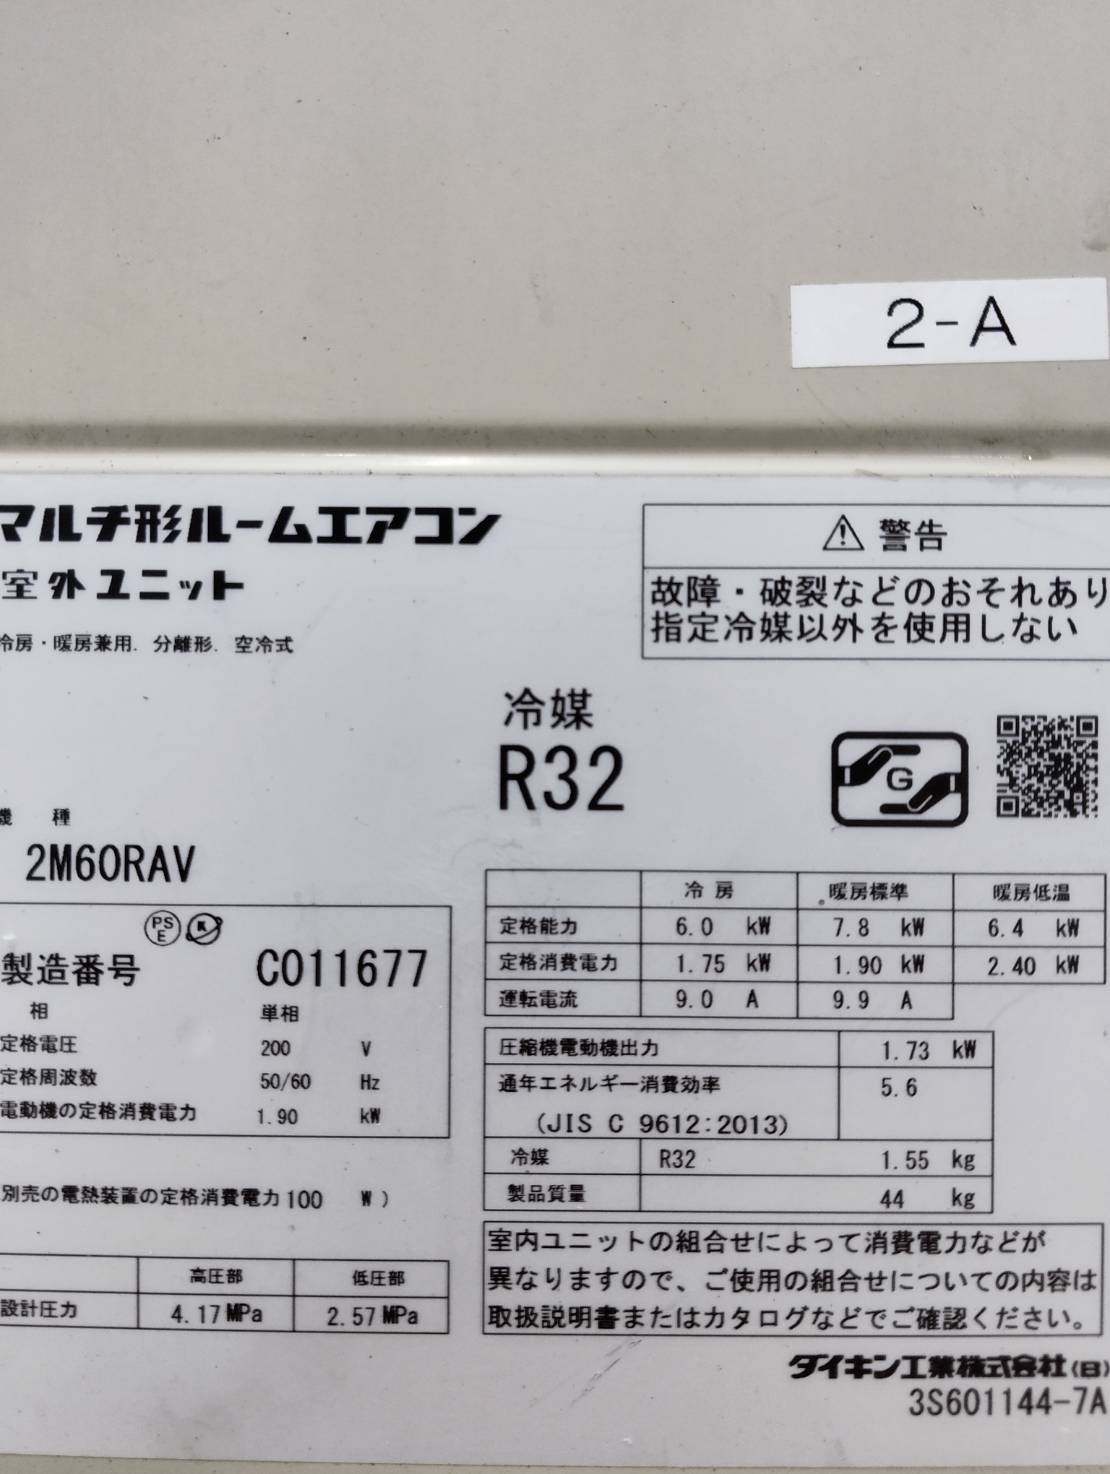 2-A
マルチ形ルームエアコン
室外ユニット
冷房・暖房兼用. 分離形. 空冷式
⚠ 警告
故障・破裂などのおそれあり
指定冷媒以外を使用しない
冷媒
R32
G
機 種
2M60RAV
PS
E
K
製造番号 C011677
相 単相
定格電圧 200 V
定格周波数 50/60 Hz
電動機の定格消費電力 1.90 kW
別売の電熱装置の定格消費電力 100 W )
高圧部 低圧部
設計圧力 4.17 MPa 2.57 MPa
冷 房 暖房標準 暖房低温
定格能力 6.0 kW 7.8 kW 6.4 kW
定格消費電力 1.75 kW 1.90 kW 2.40 kW
運転電流 9.0 A 9.9 A
圧縮機電動機出力 1.73 kW
通年エネルギー消費効率 5.6
(JIS C 9612:2013)
冷媒 R32 1.55 kg
製品質量 44 kg
室内ユニットの組合せによって消費電力などが
異なりますので、ご使用の組合せについての内容は
取扱説明書またはカタログなどでご確認ください。
ダイキン工業株式会社(日)
3S601144-7A